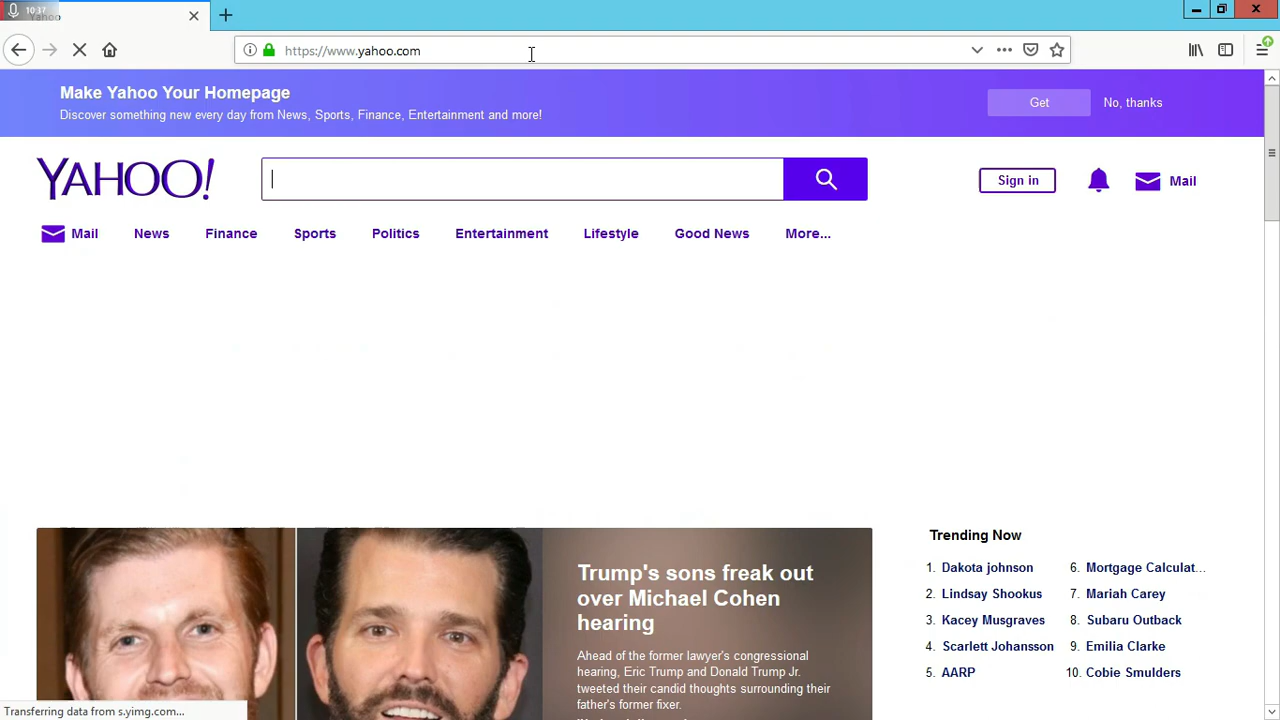 10:37
Yahoo
https://www.yahoo.com
Make Yahoo Your Homepage
Discover something new every day from News, Sports, Finance, Entertainment and more!
Get
No, thanks
YAHOO!
Sign in
Mail
Mail
News
Finance
Sports
Politics
Entertainment
Lifestyle
Good News
More...
Trump's sons freak out
over Michael Cohen
hearing
Ahead of the former lawyer's congressional
hearing, Eric Trump and Donald Trump Jr.
tweeted their candid thoughts surrounding their
father's former fixer.
Trending Now
1. Dakota johnson
2. Lindsay Shookus
3. Kacey Musgraves
4. Scarlett Johansson
5. AARP
6. Mortgage Calculat...
7. Mariah Carey
8. Subaru Outback
9. Emilia Clarke
10. Cobie Smulders
Transferring data from s.yimg.com...